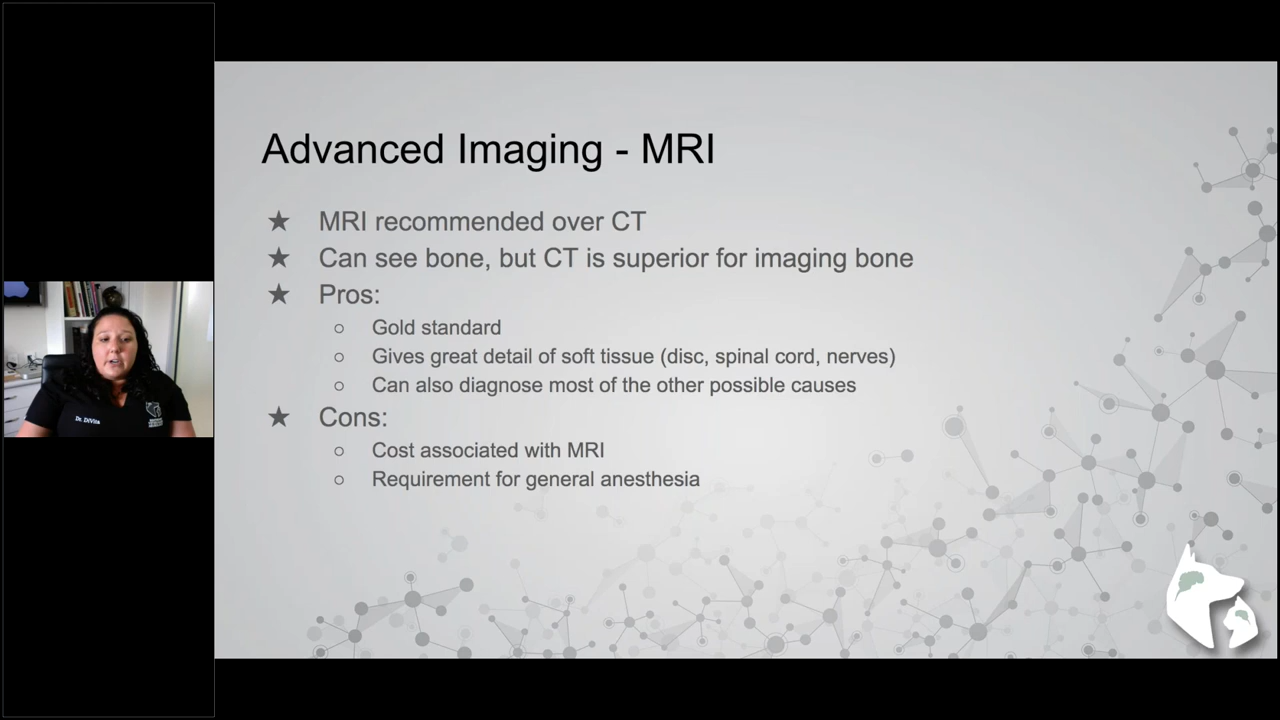 Advanced Imaging - MRI
★ MRI recommended over CT
★ Can see bone, but CT is superior for imaging bone
★ Pros:
○ Gold standard
○ Gives great detail of soft tissue (disc, spinal cord, nerves)
○ Can also diagnose most of the other possible causes
★ Cons:
○ Cost associated with MRI
○ Requirement for general anesthesia
Dr. DiVita